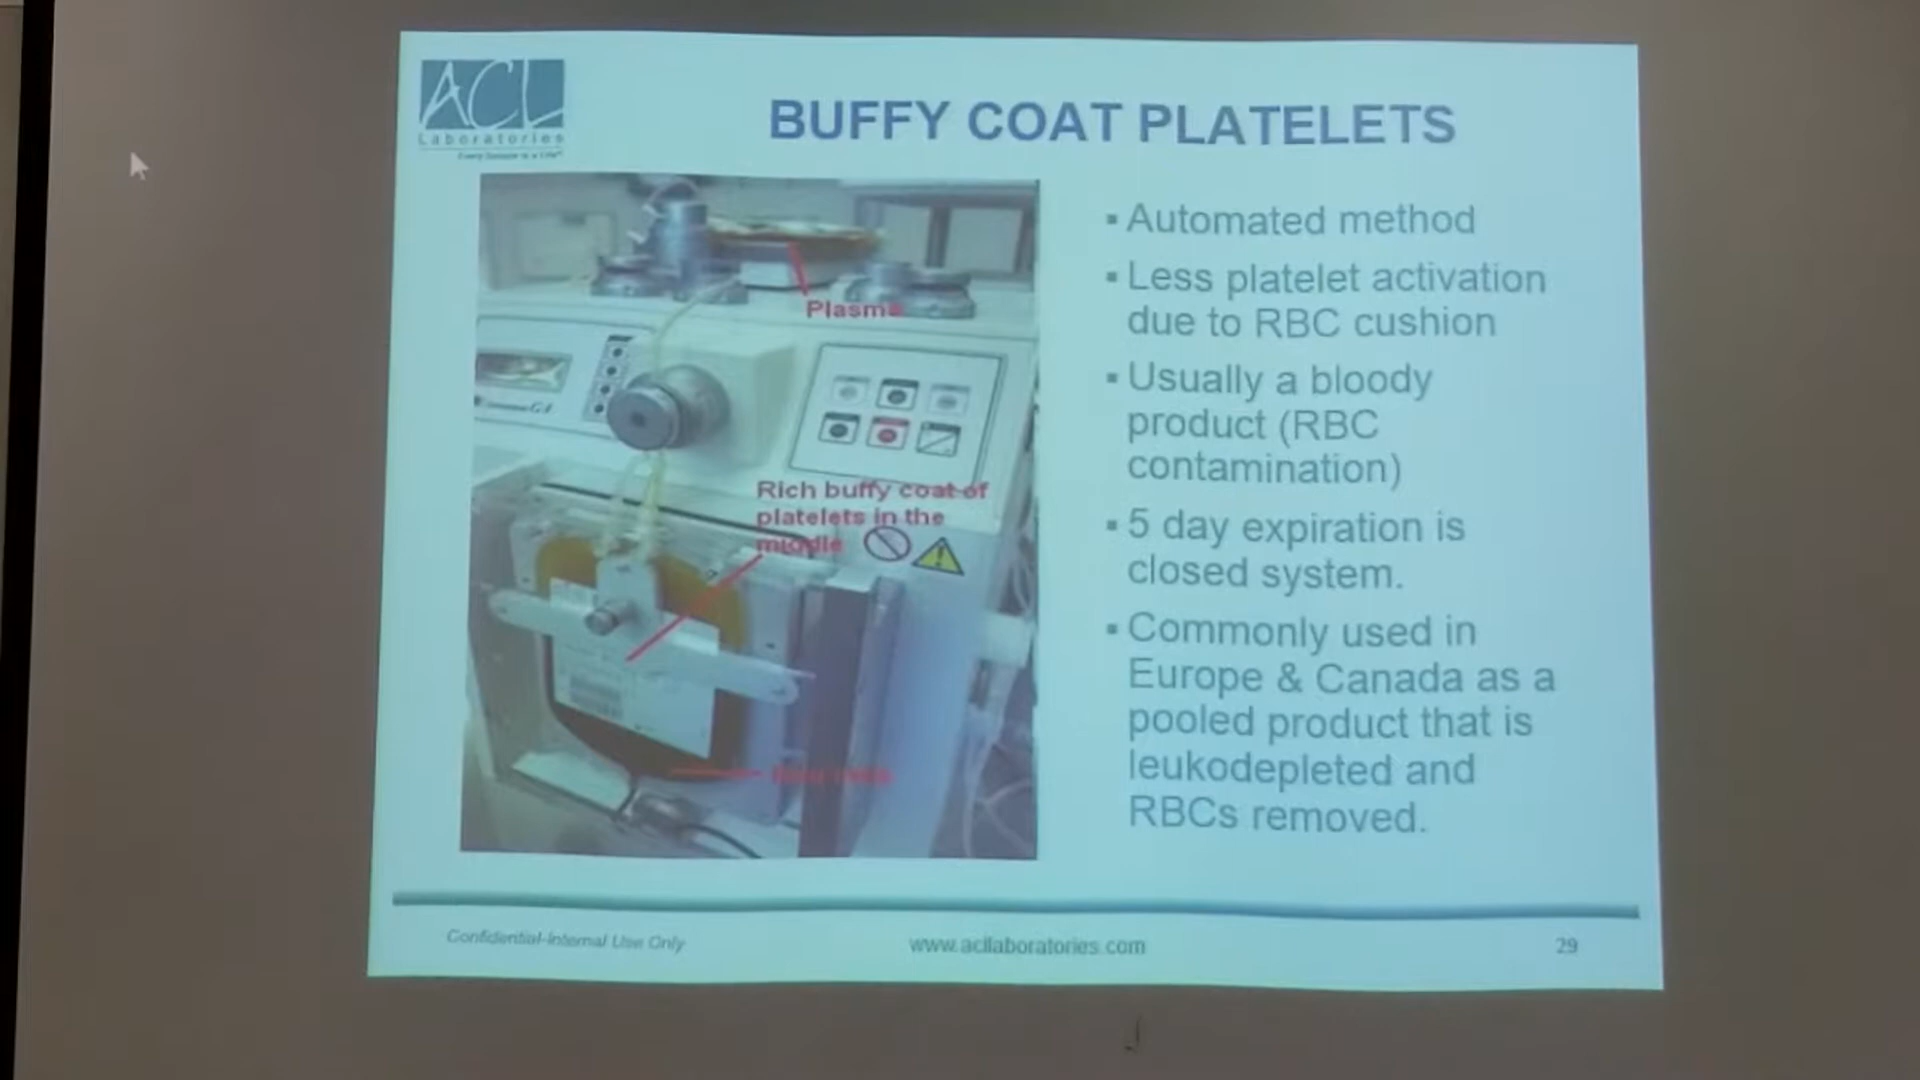 ACL
Laboratories
BUFFY COAT PLATELETS
Plasma
Rich buffy coat of
platelets in the
middle
▪ Automated method
▪ Less platelet activation
due to RBC cushion
▪ Usually a bloody
product (RBC
contamination)
▪ 5 day expiration is
closed system.
▪ Commonly used in
Europe & Canada as a
pooled product that is
leukodepleted and
RBCs removed.
Confidential-Internal Use Only
www.acllaboratories.com
29